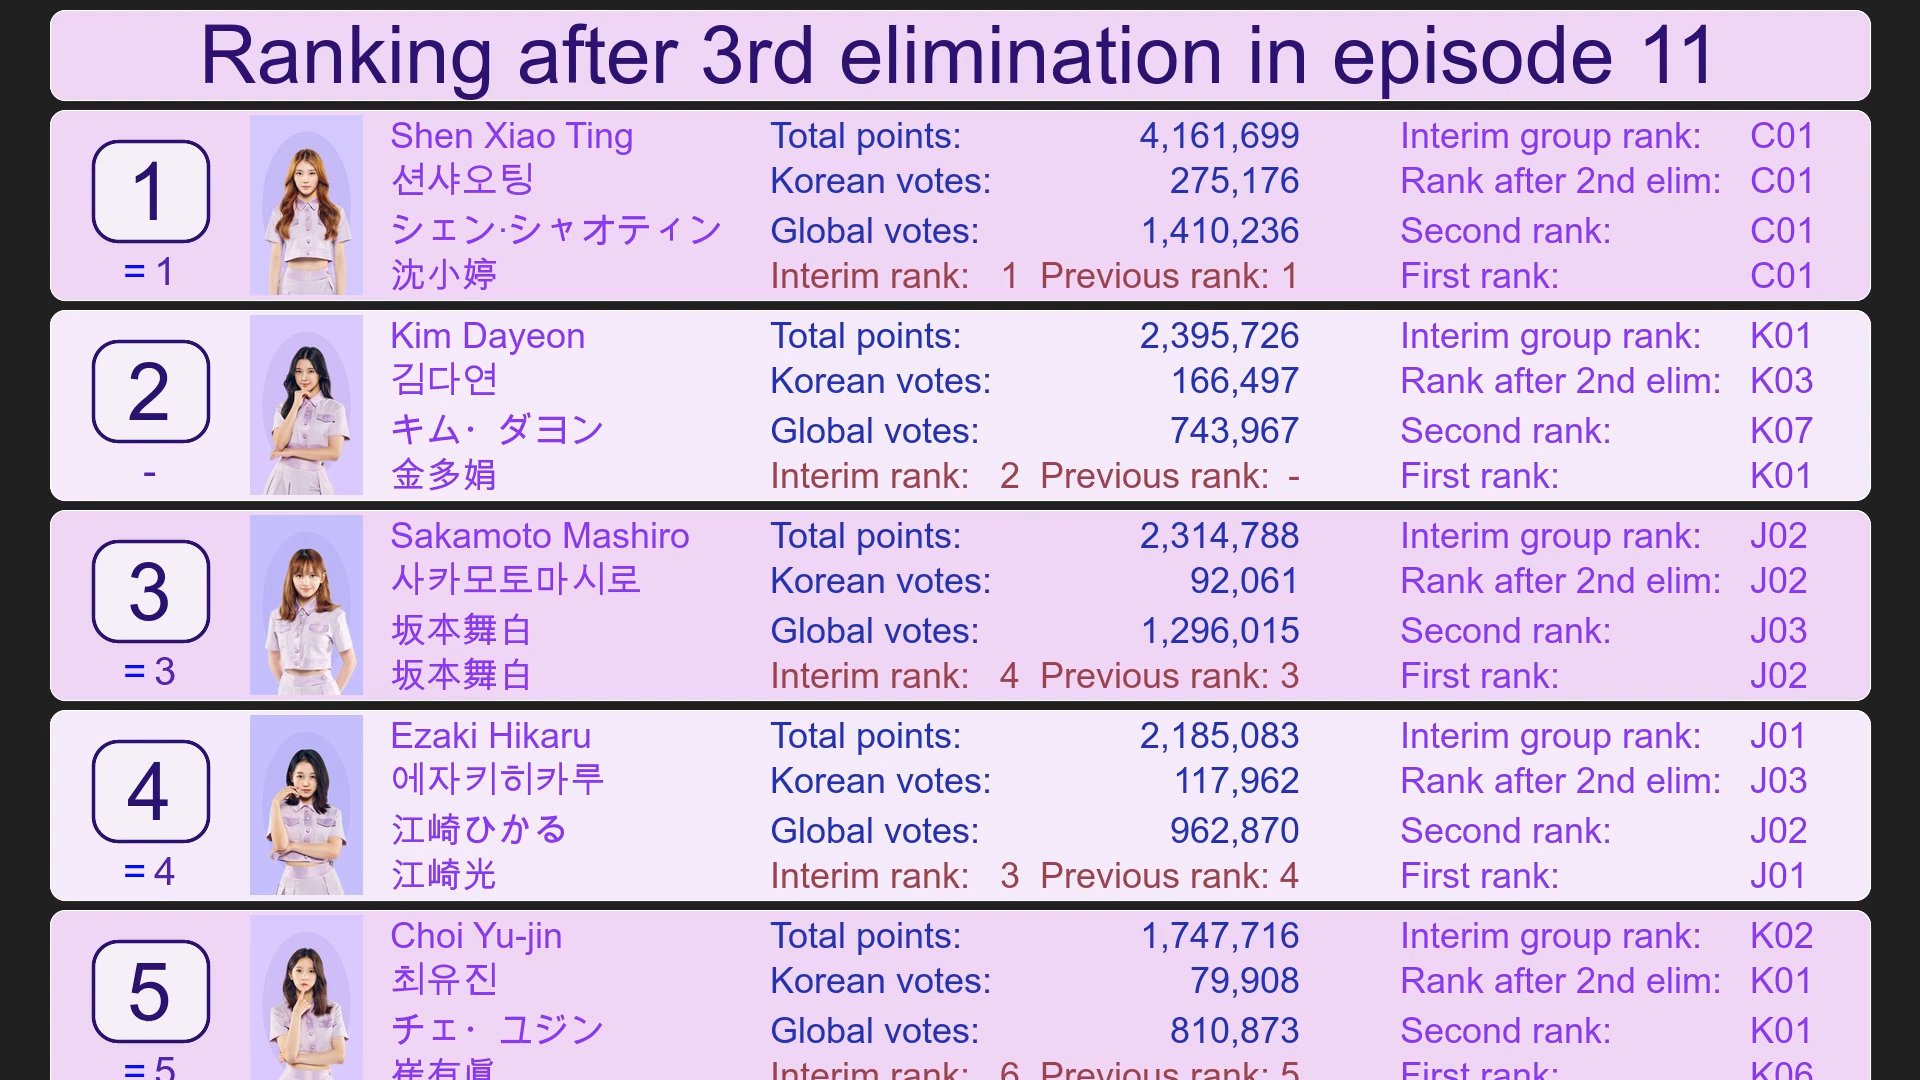 Ranking after 3rd elimination in episode 11
1
= 1
Shen Xiao Ting
션샤오팅
シェン·シャオティン
沈小婷
Total points: 4,161,699
Korean votes: 275,176
Global votes: 1,410,236
Interim rank: 1 Previous rank: 1
Interim group rank: C01
Rank after 2nd elim: C01
Second rank: C01
First rank: C01
2
-
Kim Dayeon
김다연
キム・ダヨン
金多娟
Total points: 2,395,726
Korean votes: 166,497
Global votes: 743,967
Interim rank: 2 Previous rank: -
Interim group rank: K01
Rank after 2nd elim: K03
Second rank: K07
First rank: K01
3
= 3
Sakamoto Mashiro
사카모토마시로
坂本舞白
坂本舞白
Total points: 2,314,788
Korean votes: 92,061
Global votes: 1,296,015
Interim rank: 4 Previous rank: 3
Interim group rank: J02
Rank after 2nd elim: J02
Second rank: J03
First rank: J02
4
= 4
Ezaki Hikaru
에자키히카루
江崎ひかる
江崎光
Total points: 2,185,083
Korean votes: 117,962
Global votes: 962,870
Interim rank: 3 Previous rank: 4
Interim group rank: J01
Rank after 2nd elim: J03
Second rank: J02
First rank: J01
5
= 5
Choi Yu-jin
최유진
チェ・ユジン
崔有眞
Total points: 1,747,716
Korean votes: 79,908
Global votes: 810,873
Interim rank: 6 Previous rank: 5
Interim group rank: K02
Rank after 2nd elim: K01
Second rank: K01
First rank: K06